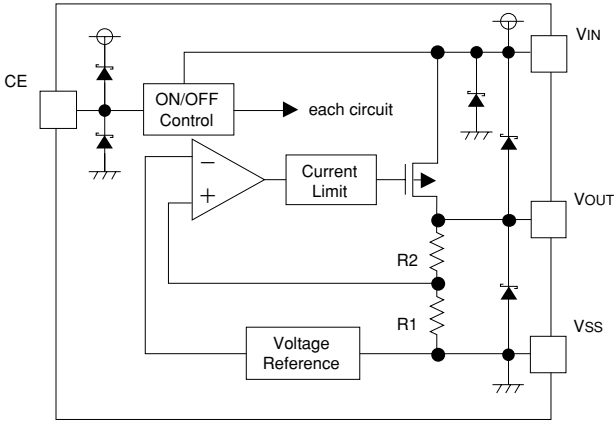 VIN
CE
ON/OFF
Control
each circuit
−
+
Current
Limit
VOUT
R2
R1
VSS
Voltage
Reference